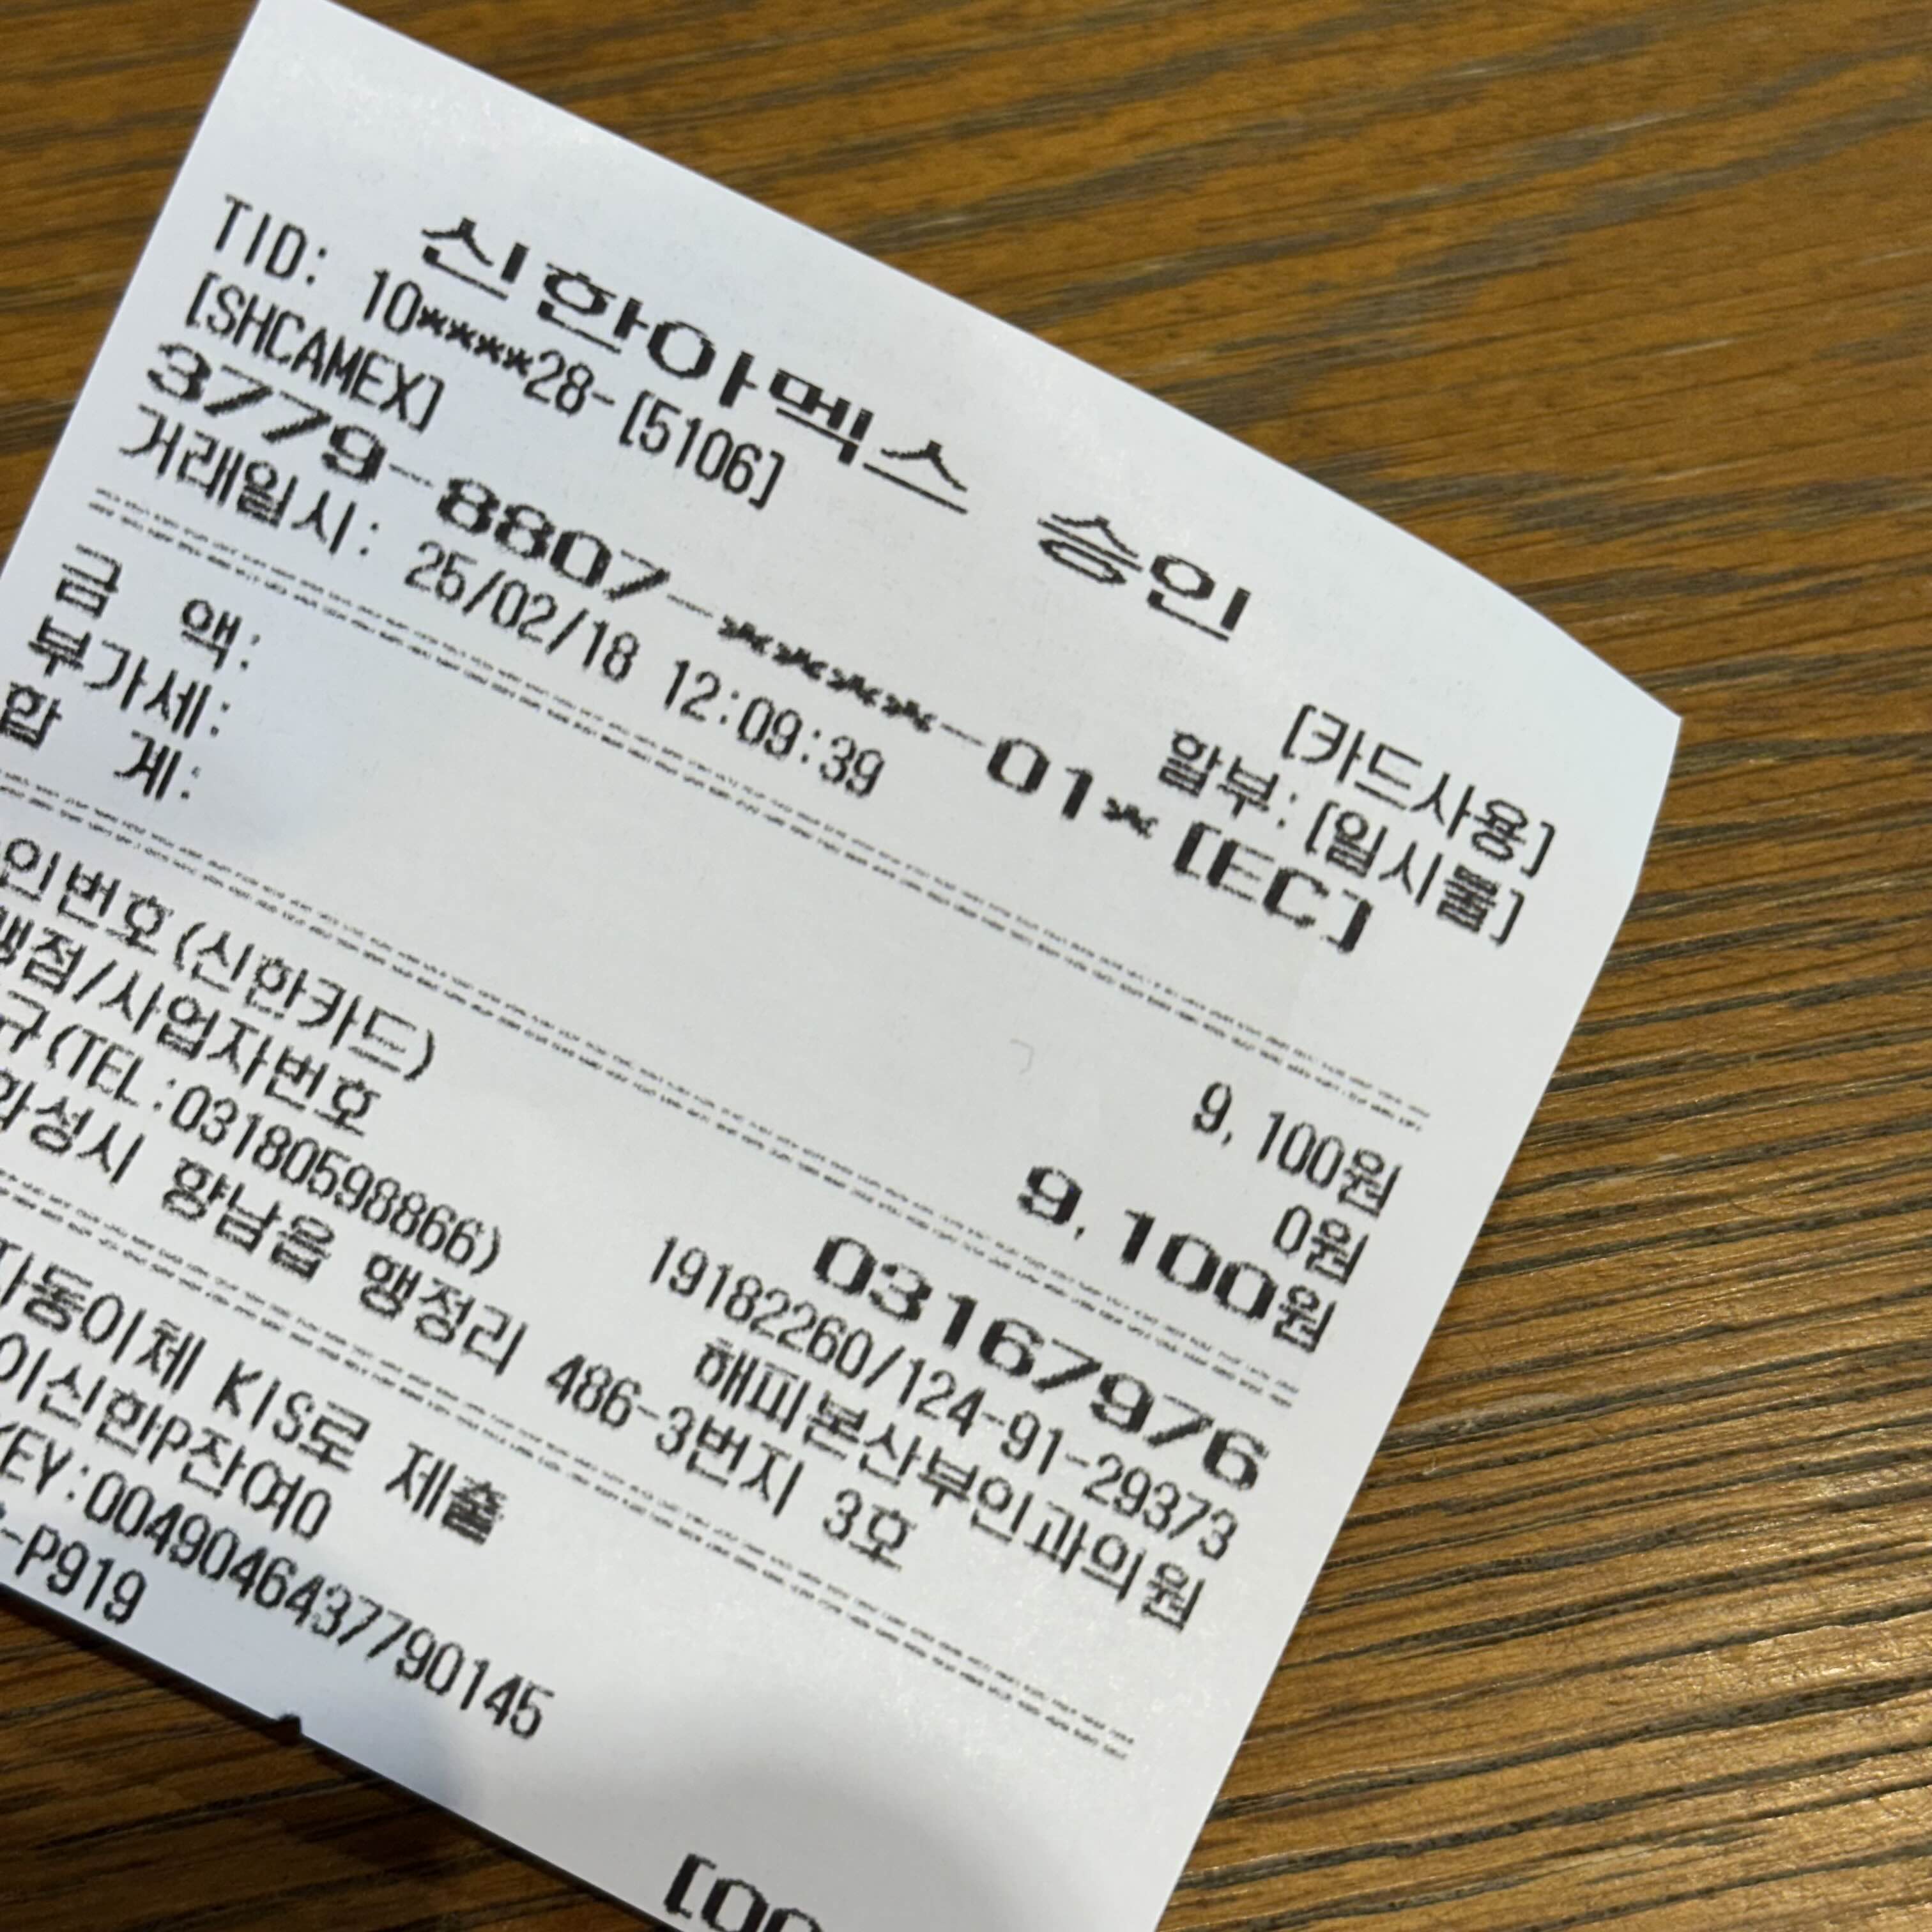 신한아멕스 승인
TID: 10****28-[5106]
[SHCAMEX] [카드사용]
할부:[일시불]
3779-8807-****-01*[EC]
거래일시: 25/02/18 12:09:39
금 액: 9,100원
부가세: 0원
합 계: 9,100원
인번호(신한카드) 03167976
맹점/사업자번호 19182260/124-91-29373
구(TEL:03180598866) 해피본산부인과의원
화성시 향남읍 행정리 486-3번지 3호
자동이체 KIS로 제출
이신한P잔여0
KEY:00490464377790145
-P919
[00